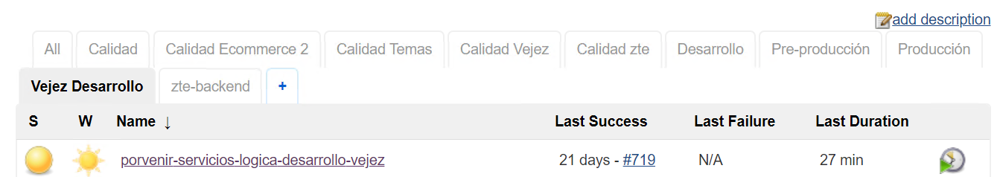 add description
All Calidad Calidad Ecommerce 2 Calidad Temas Calidad Vejez Calidad zte Desarrollo Pre-producción Producción
Vejez Desarrollo zte-backend +
S W Name ↓ Last Success Last Failure Last Duration
porvenir-servicios-logica-desarrollo-vejez 21 days - #719 N/A 27 min